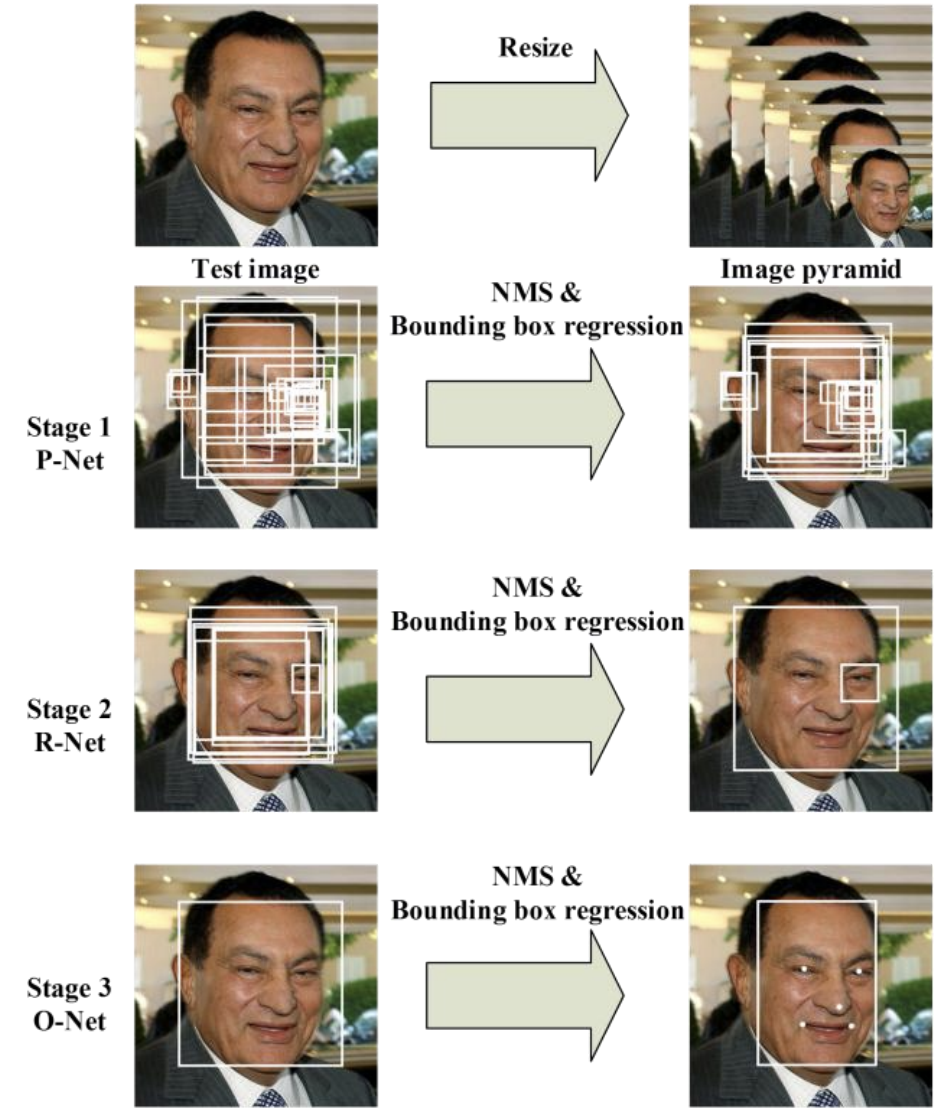 Resize
Test image
Image pyramid
NMS &
Bounding box regression
Stage 1
P-Net
NMS &
Bounding box regression
Stage 2
R-Net
NMS &
Bounding box regression
Stage 3
O-Net